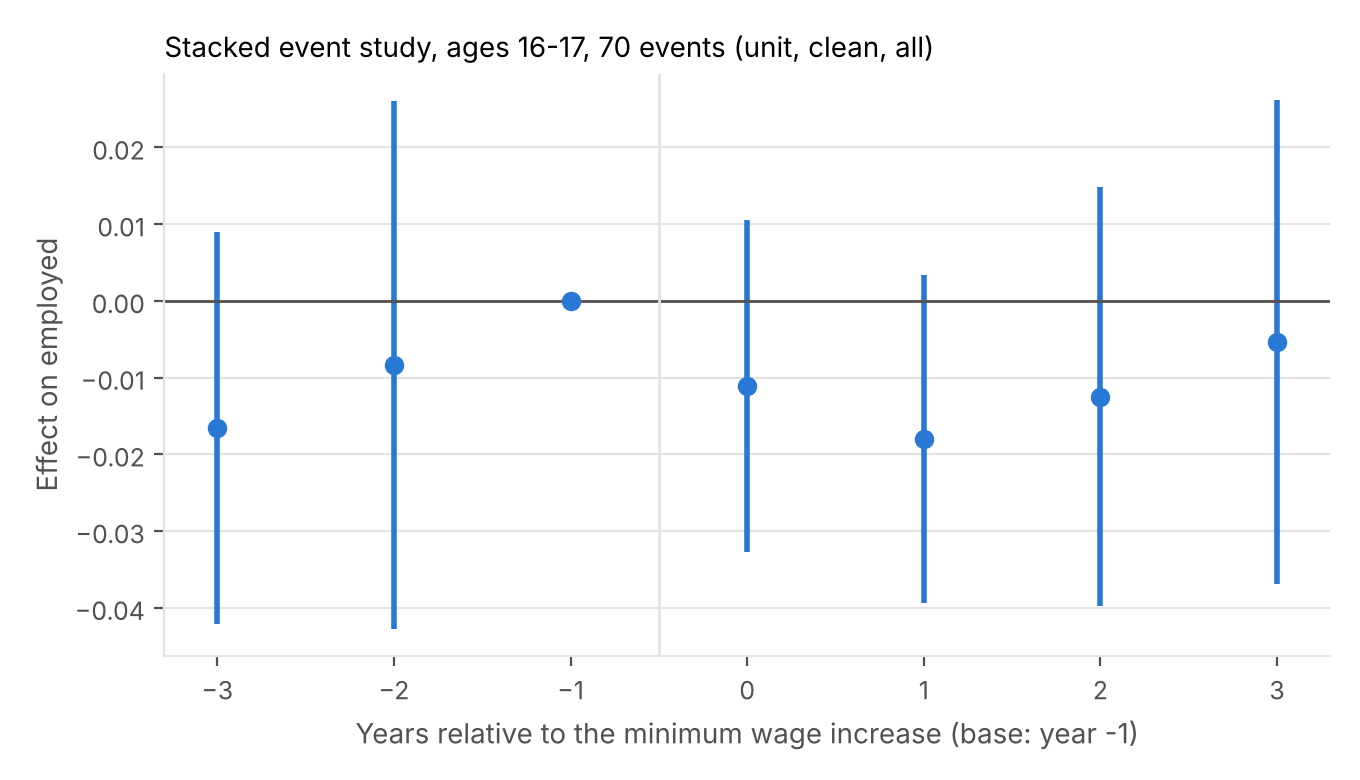 Stacked event study, ages 16-17, 70 events (unit, clean, all)
Effect on employed
0.02
0.01
0.00
−0.01
−0.02
−0.03
−0.04
−3 −2 −1 0 1 2 3
Years relative to the minimum wage increase (base: year -1)